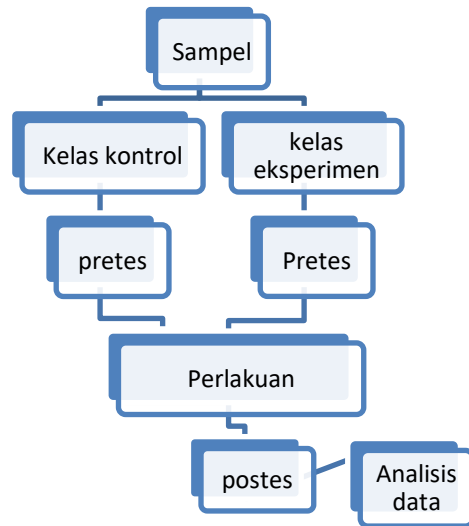 Sampel
Kelas kontrol
kelas
eksperimen
pretes
Pretes
Perlakuan
postes
Analisis
data